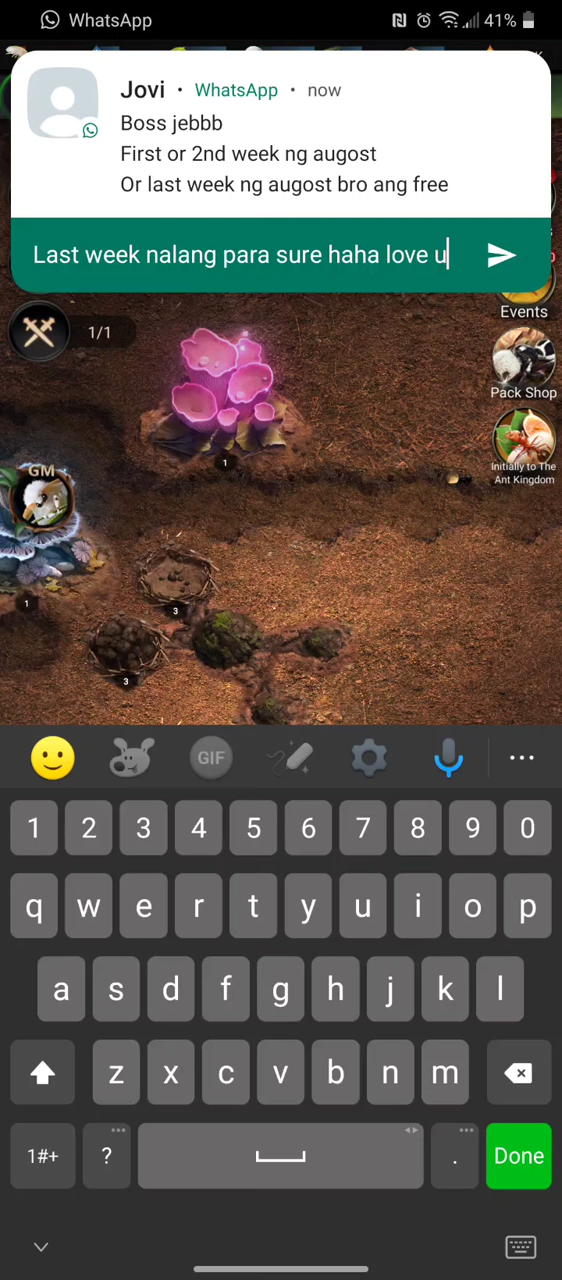 WhatsApp 41%
Jovi • WhatsApp • now
Boss jebbb
First or 2nd week ng augost
Or last week ng augost bro ang free
Last week nalang para sure haha love u
1/1
Events
Pack Shop
Initially to The
Ant Kingdom
GM
1
1
3
3
GIF
1 2 3 4 5 6 7 8 9 0
q w e r t y u i o p
a s d f g h j k l
z x c v b n m
1#+ ? . Done